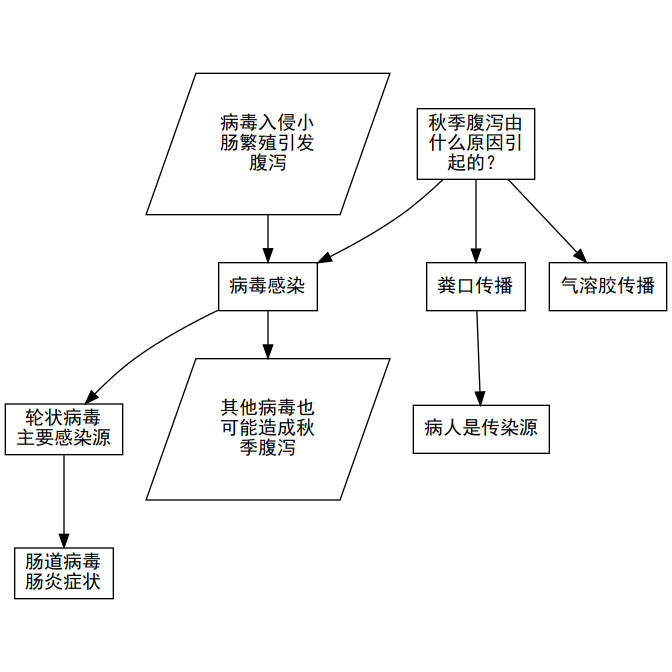 病毒入侵小
肠繁殖引发
腹泻
秋季腹泻由
什么原因引
起的？
病毒感染
粪口传播
气溶胶传播
轮状病毒
主要感染源
其他病毒也
可能造成秋
季腹泻
病人是传染源
肠道病毒
肠炎症状